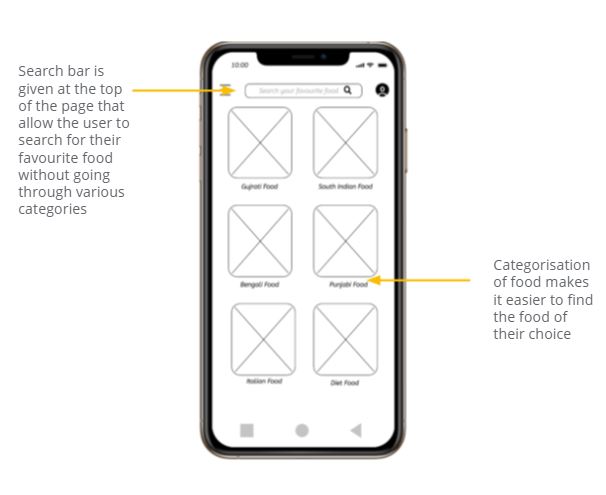 10:00
Search bar is
given at the top
of the page that
allow the user to
search for their
favourite food
without going
through various
categories
Search your favourite food
Gujrati Food
South Indian Food
Bengali Food
Punjabi Food
Categorisation
of food makes
it easier to find
the food of
their choice
Italian Food
Diet Food